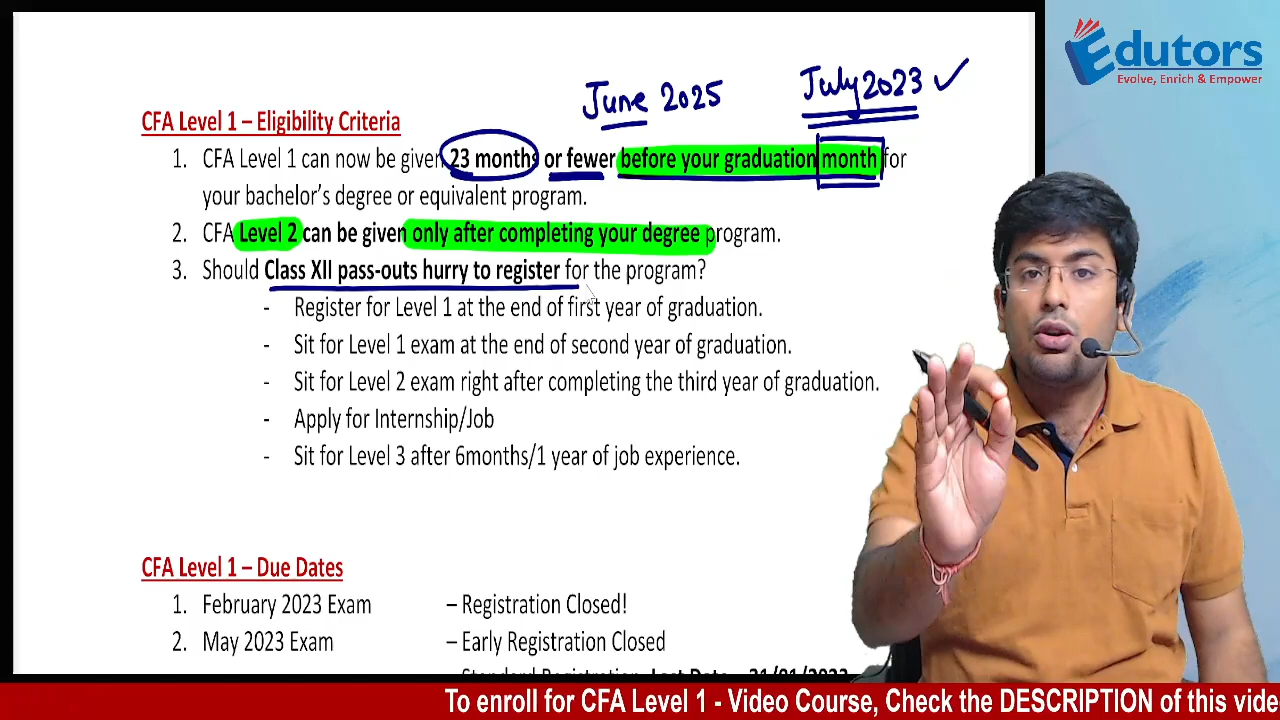 Edutors
Evolve, Enrich & Empower
June 2025
July 2023
CFA Level 1 – Eligibility Criteria
1. CFA Level 1 can now be given 23 months or fewer before your graduation month for
your bachelor's degree or equivalent program.
2. CFA Level 2 can be given only after completing your degree program.
3. Should Class XII pass-outs hurry to register for the program?
- Register for Level 1 at the end of first year of graduation.
- Sit for Level 1 exam at the end of second year of graduation.
- Sit for Level 2 exam right after completing the third year of graduation.
- Apply for Internship/Job
- Sit for Level 3 after 6months/1 year of job experience.
CFA Level 1 – Due Dates
1. February 2023 Exam – Registration Closed!
2. May 2023 Exam – Early Registration Closed
– Standard Registration Last Date – 31/01/2023
To enroll for CFA Level 1 - Video Course, Check the DESCRIPTION of this vide